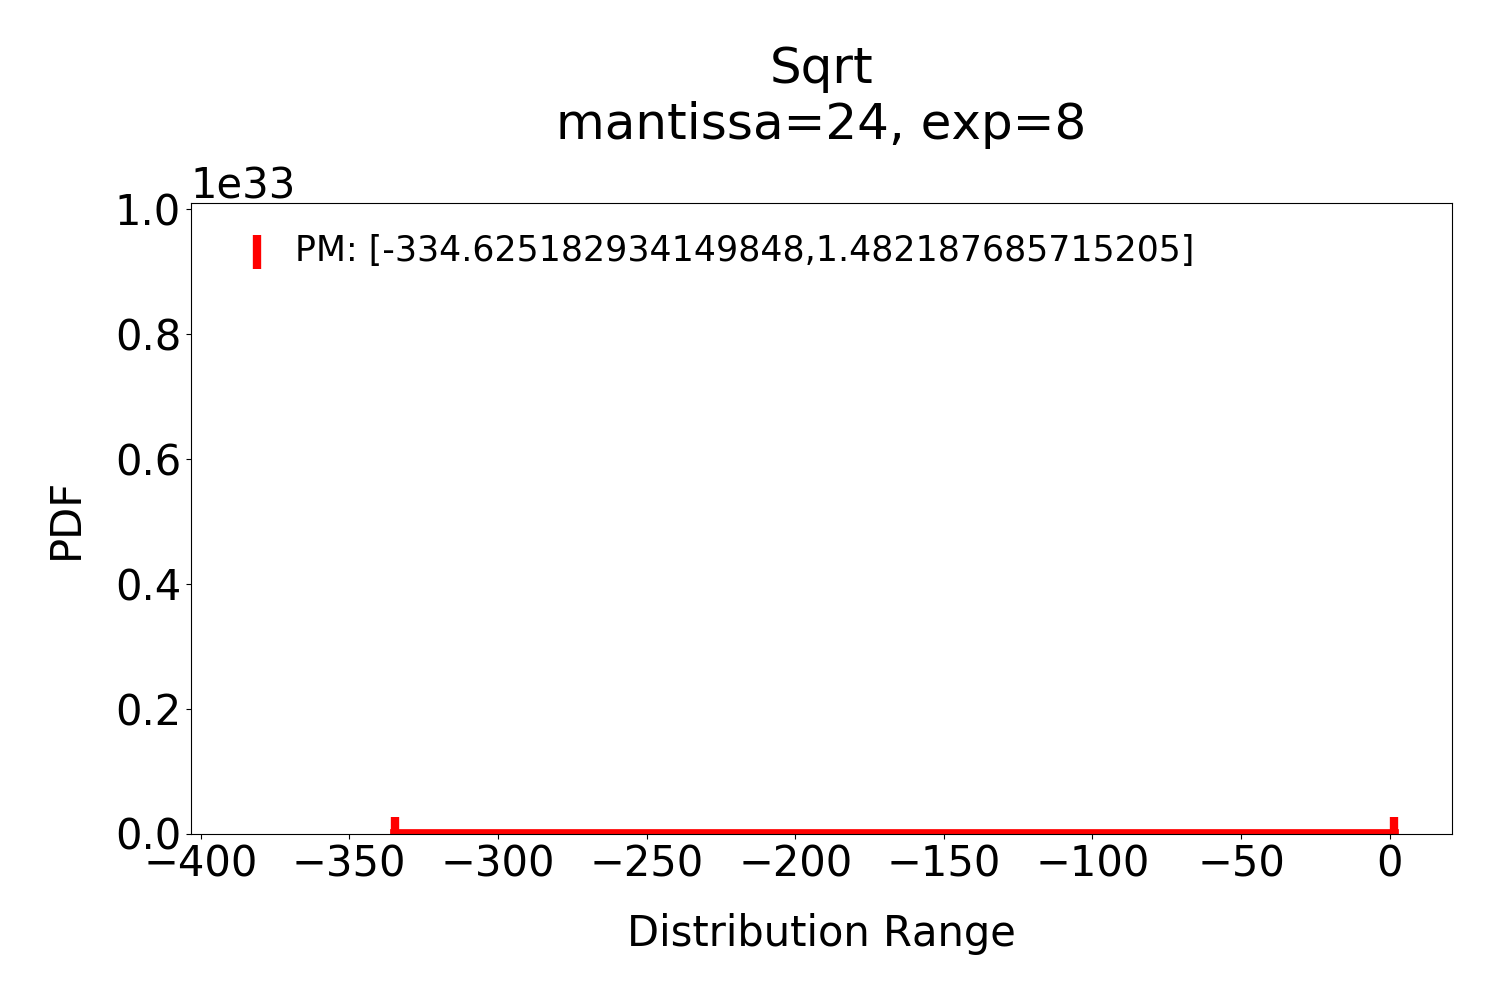 Sqrt
mantissa=24, exp=8
1e33
1.0
PM: [-334.625182934149848,1.482187685715205]
0.8
0.6
PDF
0.4
0.2
0.0
−400 −350 −300 −250 −200 −150 −100 −50 0
Distribution Range